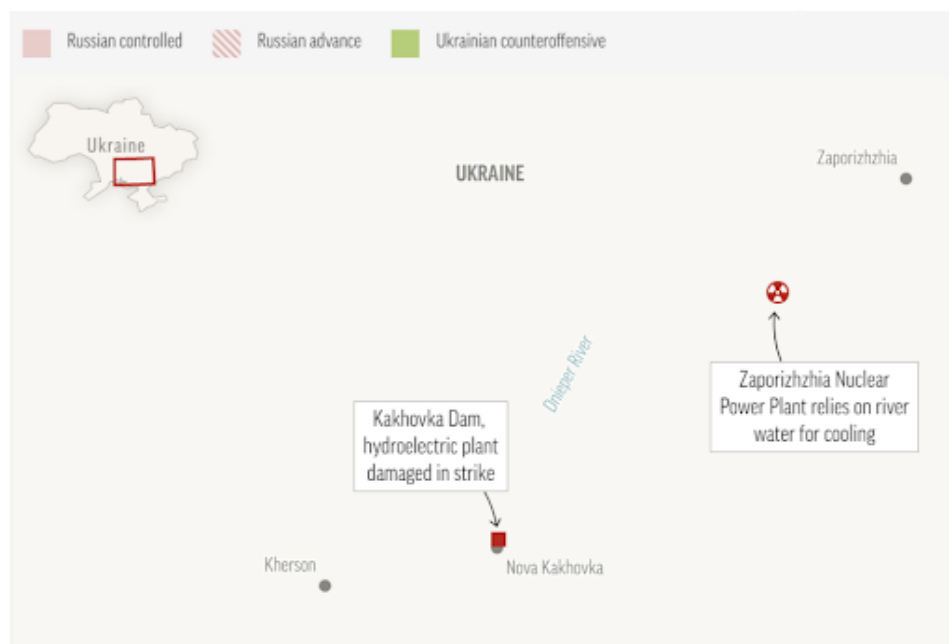 Russian controlled
Russian advance
Ukrainian counteroffensive
Ukraine
UKRAINE
Zaporizhzhia
Zaporizhzhia Nuclear
Power Plant relies on river
water for cooling
Dnieper River
Kakhovka Dam,
hydroelectric plant
damaged in strike
Nova Kakhovka
Kherson